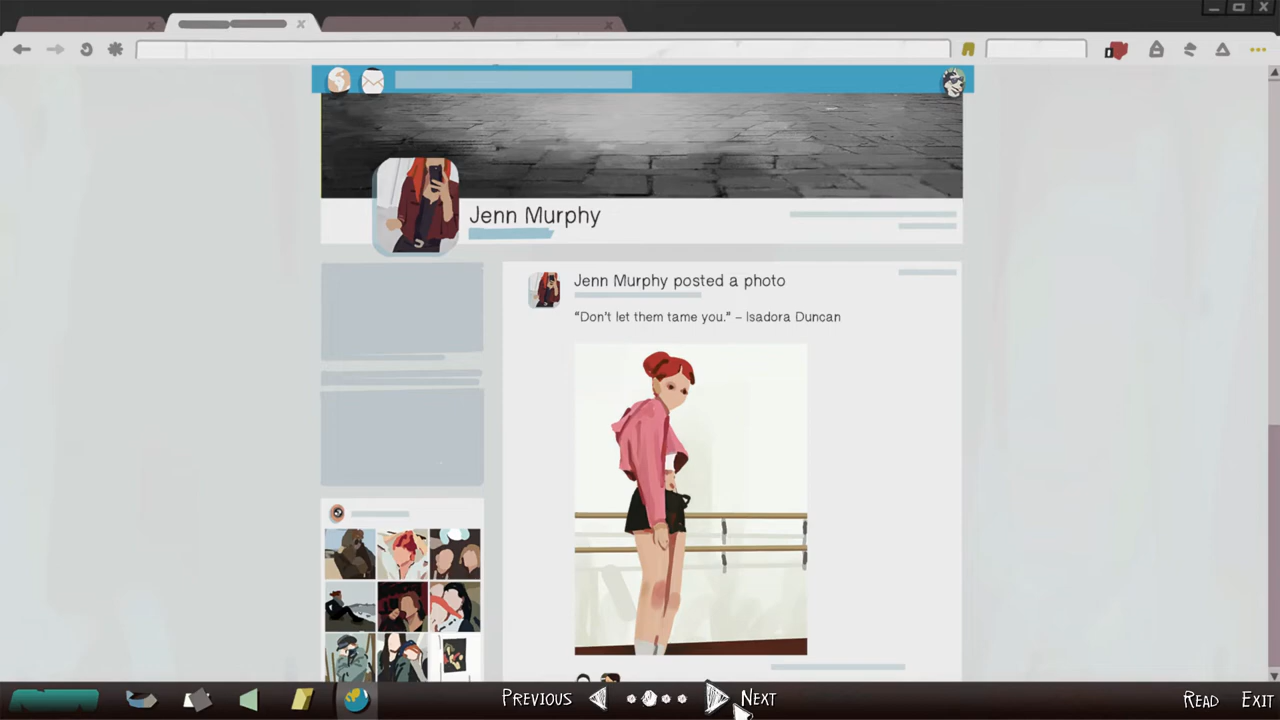 Jenn Murphy
Jenn Murphy posted a photo
“Don't let them tame you.” – Isadora Duncan
PREVIOUS
NEXT
READ
EXIT